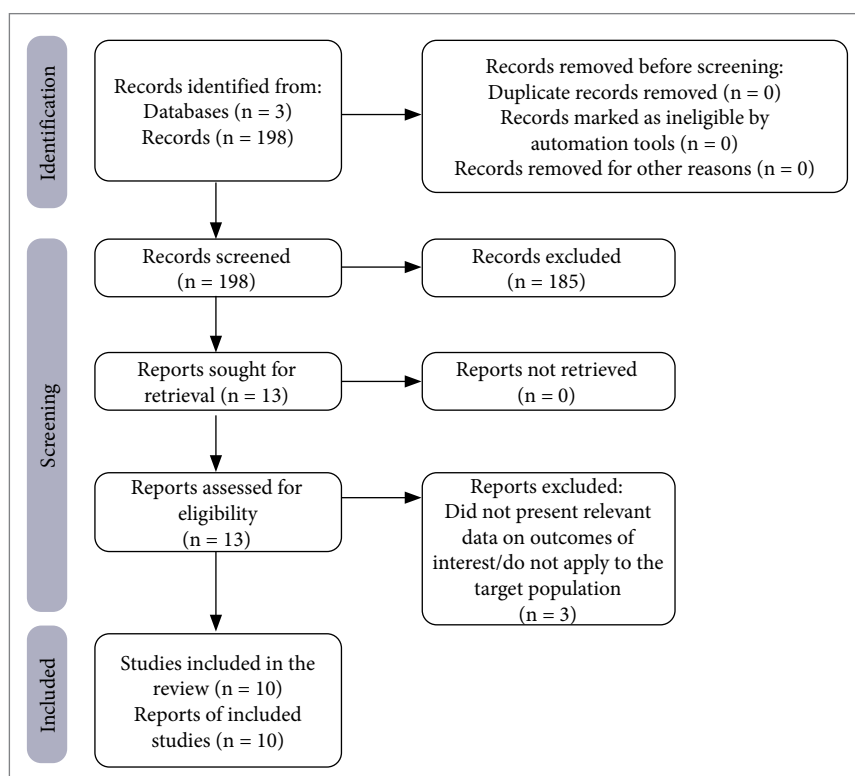 Identification
Records identified from:
Databases (n = 3)
Records (n = 198)
Records removed before screening:
Duplicate records removed (n = 0)
Records marked as ineligible by
automation tools (n = 0)
Records removed for other reasons (n = 0)
Screening
Records screened
(n = 198)
Records excluded
(n = 185)
Reports sought for
retrieval (n = 13)
Reports not retrieved
(n = 0)
Reports assessed for
eligibility
(n = 13)
Reports excluded:
Did not present relevant
data on outcomes of
interest/do not apply to the
target population
(n = 3)
Included
Studies included in the
review (n = 10)
Reports of included
studies (n = 10)